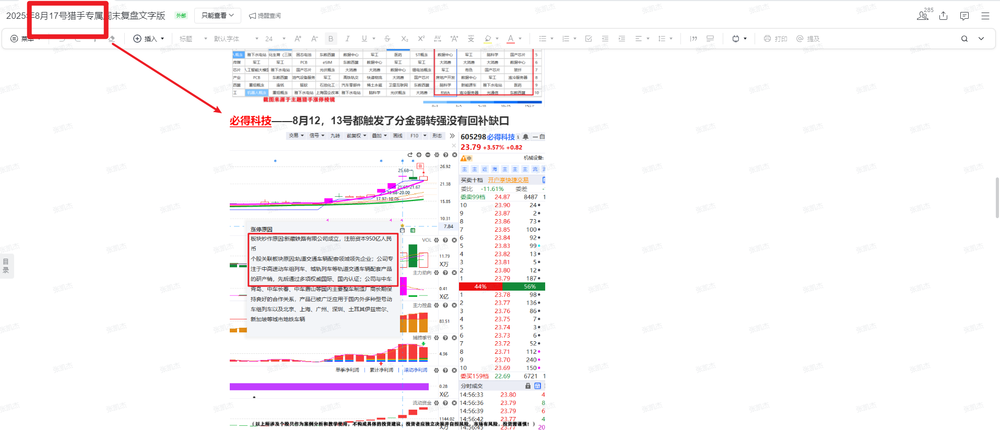 2025年8月17号猎手专属周末复盘文字版 外部 只能查看 提醒查阅 285
菜单 插入 标题 默认字体 24 打印 提及
概念 雅下水电站 化生育（三孩 固态电池 东数西算 数据中心 军工 医药 ST概念 数据中心 军工 脑科学 国产芯片 5
传媒 军工 军工 PCB eSIM 东数西算 数据中心 军工 军工 大消费 大消费 大消费 数据中心 6
芯片 人工智能大模型 雅下水电站 国产芯片 光伏概念 大消费 大消费 数据中心 锂电池概念 军工 有色 国产芯片 玻纤 7
产业 PCB 东数西算 油气设备服务 军工 高铁轨交 快递物流 大消费 国产芯片 房地产开发 数据中心 军工 液冷服务器 8
西算 重组概念 造纸 驱蚊 石油化工 汽车零部件 稀土永磁 卫星互联网 东数西算 脑科学 新能源车 雅下水电站 医药 9
工 机器人概念 重组概念 雅下水电站 上海国企改革 雅下水电站 脑科学 光伏概念 大消费 RWA 液冷服务器 光通信 东数西算 10
截图来源于主题猎手涨停棱镜
0-3 3-5 5-10 10-15 15以上
必得科技——8月12，13号都触发了分金弱转强没有回补缺口
交易 信号 九转 前复权 叠加 画线 F10 形态
605298必得科技 自
23.79 +3.57% +0.82
中 机械设备:
主 主 近 海 主 主 主 流
买卖十档 开户享快捷交易
委比 -11.61% 委差 -
委卖99档 24.87 8487 1
10 23.90 24
9 23.87 2
8 23.86 73
7 23.85 100
6 23.84 92
5 23.83 99
4 23.82 13
3 23.81 5
2 23.80 12
1 23.79 187
44% 56%
1 23.78 98
2 23.77 136
3 23.76 86
4 23.75 7
5 23.74 3
6 23.73 6
7 23.72 52
8 23.71 112
9 23.70 240
10 23.69 150
委买159档 22.69 6721 1
分时成交
14:56:33 23.80 4
14:56:36 23.79 8
14:56:39 23.79 6
14:56:42 23.77 4
14:56:45 23.77 20
26.92
25.68
21.38
21.65-21.67
19.88-20.00
17.97-18.05
15.85
10.31
7.84
涨停原因
板块炒作原因:新藏铁路有限公司成立，注册资本950亿人民
币
个股关联板块原因:轨道交通车辆配套领域领先企业；公司专
注于中高速动车组列车、城轨列车等轨道交通车辆配套产品
的研产销，先后通过多项权威国际、国内认证；公司与中车
青岛、中车长春、中车唐山等国内主要整车制造厂商长期保
持良好的合作关系，产品已被广泛应用于国内外多种型号动
车组列车以及北京、上海、广州、深圳、土耳其伊兹密尔、
新加坡等城市地铁车辆
VOL
11.79
X万
主力动向
0.41
X亿
主力控盘
83.51
捕捞季节
4.36
单季净利润 | 累计净利润 | 滚动净利润
0.28
X亿
流动资金
1144.02
X万
（以上所涉及个股只作为案例分析和教学使用，不构成具体的投资建议，投资者应独立决策并自担风险，市场有风险，投资需谨慎！）
目
录
张凯杰